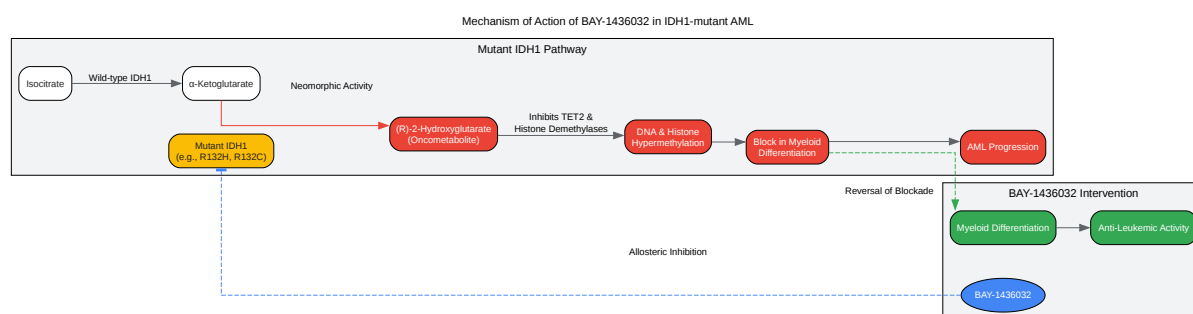 Mechanism of Action of BAY-1436032 in IDH1-mutant AML
Mutant IDH1 Pathway
Isocitrate
Wild-type IDH1
α-Ketoglutarate
Neomorphic Activity
(R)-2-Hydroxyglutarate
(Oncometabolite)
Inhibits TET2 &
Histone Demethylases
DNA & Histone
Hypermethylation
Block in Myeloid
Differentiation
AML Progression
Mutant IDH1
(e.g., R132H, R132C)
Reversal of Blockade
BAY-1436032 Intervention
Myeloid Differentiation
Anti-Leukemic Activity
Allosteric Inhibition
BAY-1436032